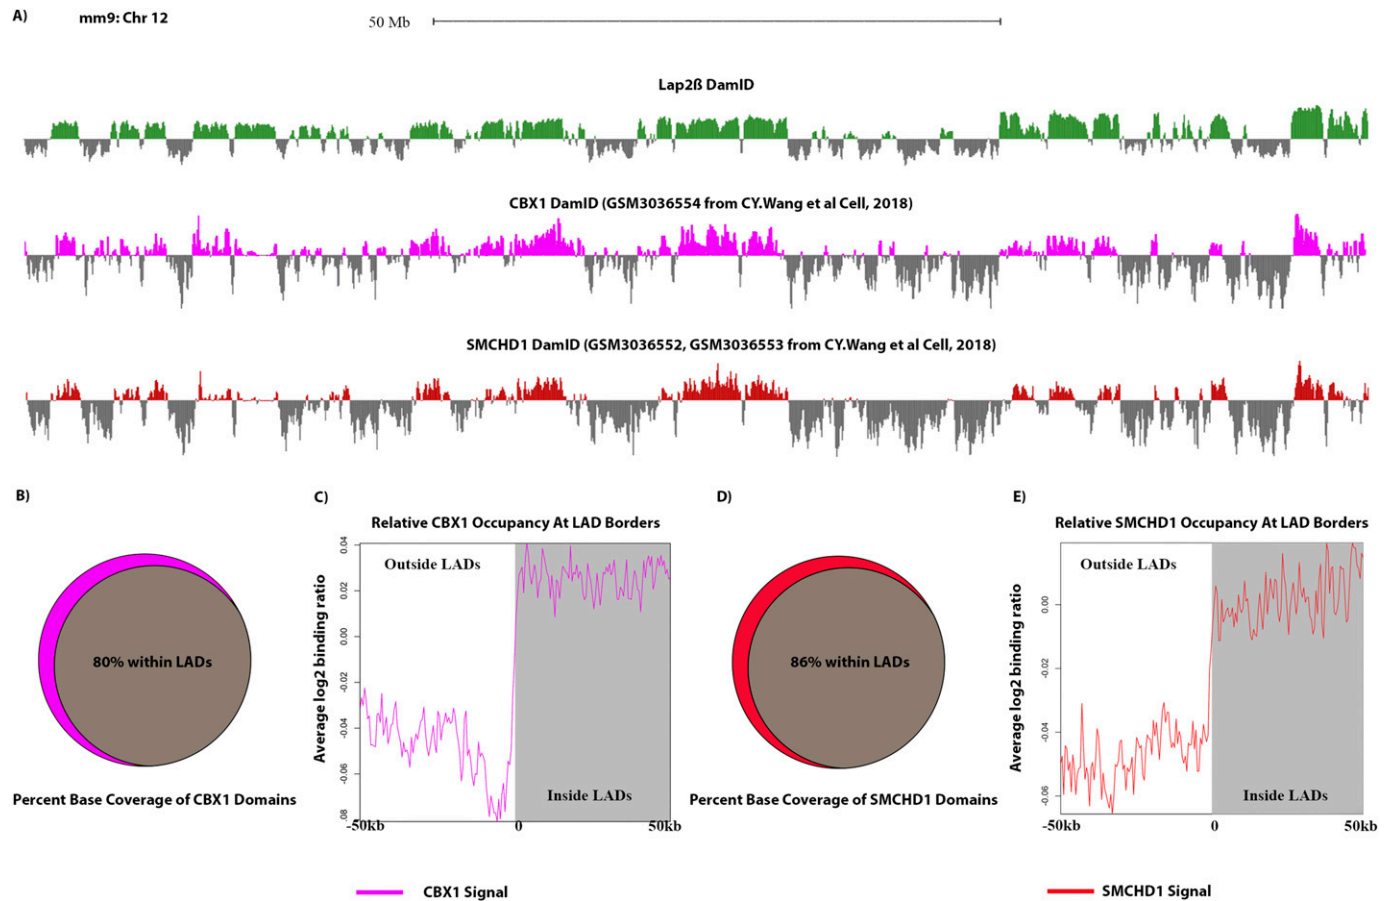 A)
mm9: Chr 12
50 Mb
Lap2ß DamID
CBX1 DamID (GSM3036554 from CY.Wang et al Cell, 2018)
SMCHD1 DamID (GSM3036552, GSM3036553 from CY.Wang et al Cell, 2018)
B)
80% within LADs
Percent Base Coverage of CBX1 Domains
C)
Relative CBX1 Occupancy At LAD Borders
Average log2 binding ratio
0.04
0.02
0.00
-0.02
-0.04
-0.06
.08
Outside LADs
Inside LADs
-50kb
0
50kb
CBX1 Signal
D)
86% within LADs
Percent Base Coverage of SMCHD1 Domains
E)
Relative SMCHD1 Occupancy At LAD Borders
Average log2 binding ratio
0.00
-0.02
-0.04
-0.06
Outside LADs
Inside LADs
-50kb
0
50kb
SMCHD1 Signal